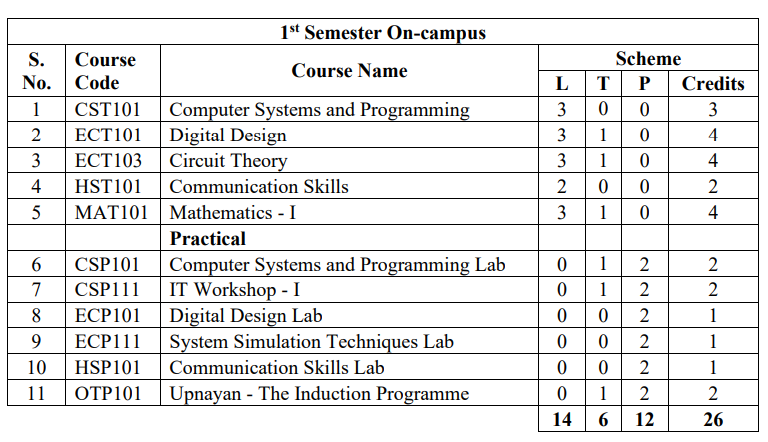 1st Semester On-campus
S. No. Course Code Course Name Scheme
L T P Credits
1 CST101 Computer Systems and Programming 3 0 0 3
2 ECT101 Digital Design 3 1 0 4
3 ECT103 Circuit Theory 3 1 0 4
4 HST101 Communication Skills 2 0 0 2
5 MAT101 Mathematics - I 3 1 0 4
Practical
6 CSP101 Computer Systems and Programming Lab 0 1 2 2
7 CSP111 IT Workshop - I 0 1 2 2
8 ECP101 Digital Design Lab 0 0 2 1
9 ECP111 System Simulation Techniques Lab 0 0 2 1
10 HSP101 Communication Skills Lab 0 0 2 1
11 OTP101 Upnayan - The Induction Programme 0 1 2 2
14 6 12 26